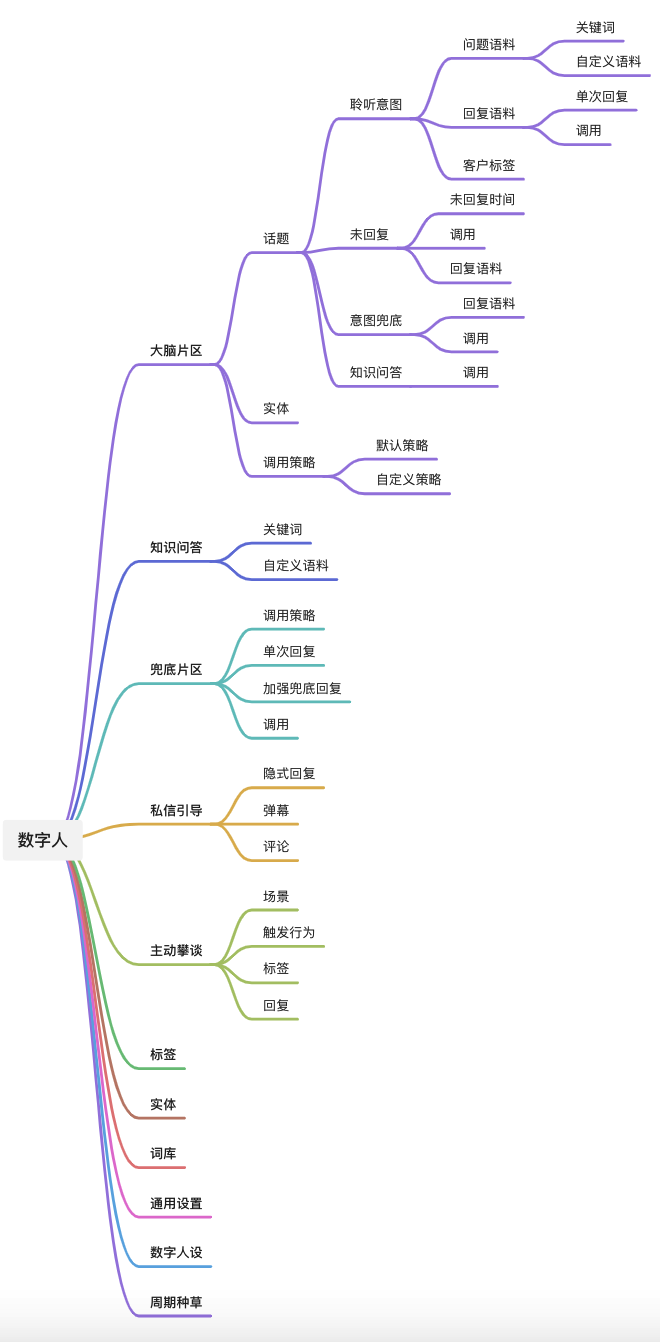 数字人
大脑片区
话题
聆听意图
问题语料
关键词
自定义语料
回复语料
单次回复
调用
客户标签
未回复
未回复时间
调用
回复语料
意图兜底
回复语料
调用
知识问答
调用
实体
调用策略
默认策略
自定义策略
知识问答
关键词
自定义语料
兜底片区
调用策略
单次回复
加强兜底回复
调用
私信引导
隐式回复
弹幕
评论
主动攀谈
场景
触发行为
标签
回复
标签
实体
词库
通用设置
数字人设
周期种草